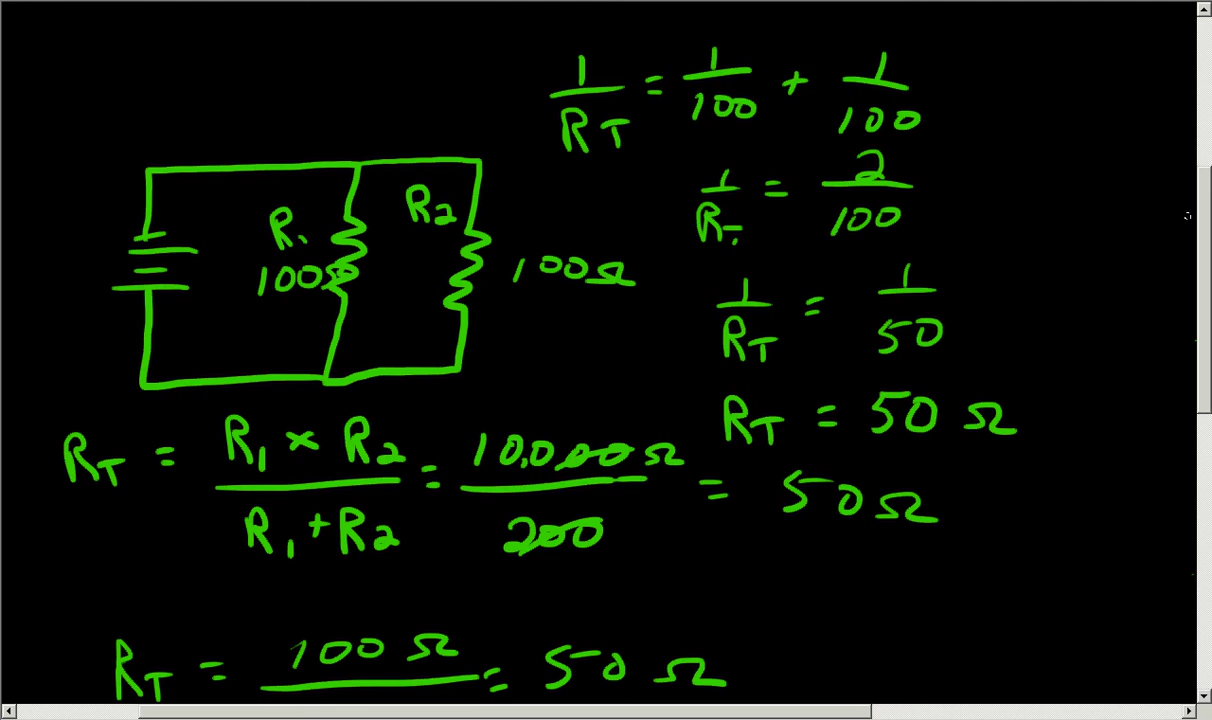 1/RT = 1/100 + 1/100
1/RT = 2/100
1/RT = 1/50
RT = 50 Ω
R1
100Ω
R2
100Ω
RT = R1 × R2 / R1 + R2 = 10,000 Ω / 200 = 50 Ω
RT = 100 Ω / = 50 Ω